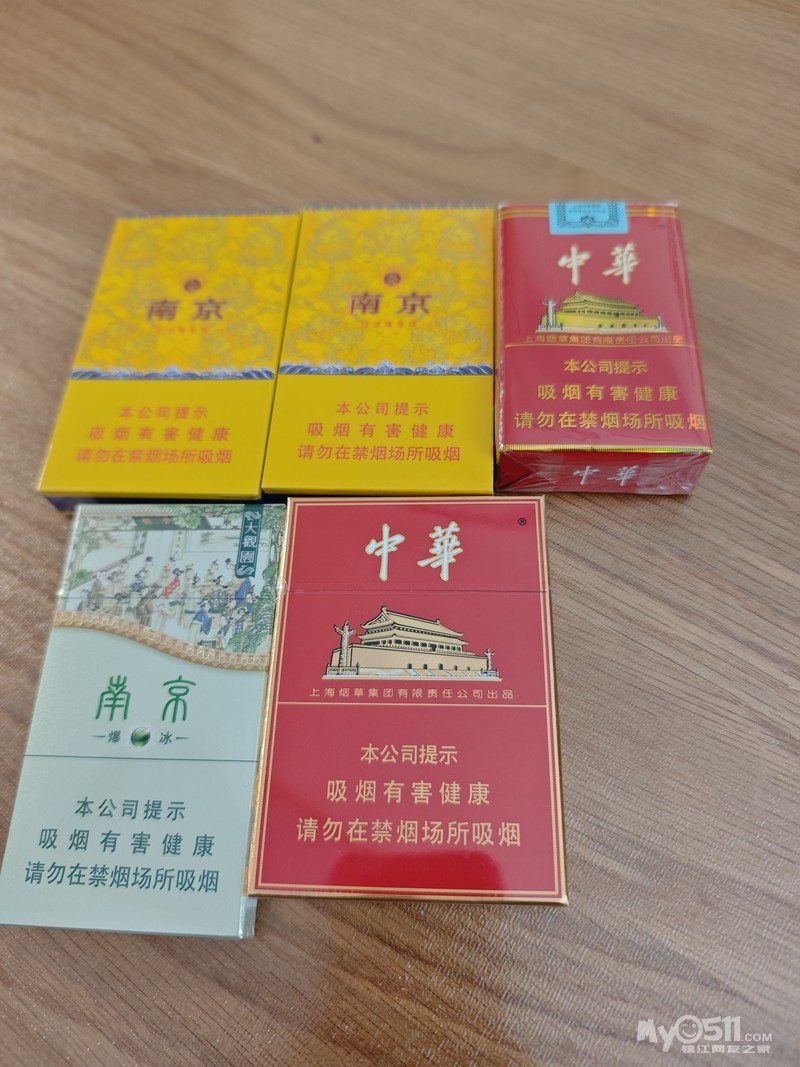 南京
本公司提示
吸烟有害健康
请勿在禁烟场所吸烟
南京
本公司提示
吸烟有害健康
请勿在禁烟场所吸烟
中華
上海烟草集团有限责任公司出品
本公司提示
吸烟有害健康
请勿在禁烟场所吸烟
中華
大觀園
南京
爆冰
本公司提示
吸烟有害健康
请勿在禁烟场所吸烟
中華®
上海烟草集团有限责任公司出品
本公司提示
吸烟有害健康
请勿在禁烟场所吸烟
My0511.COM
镇江网友之家